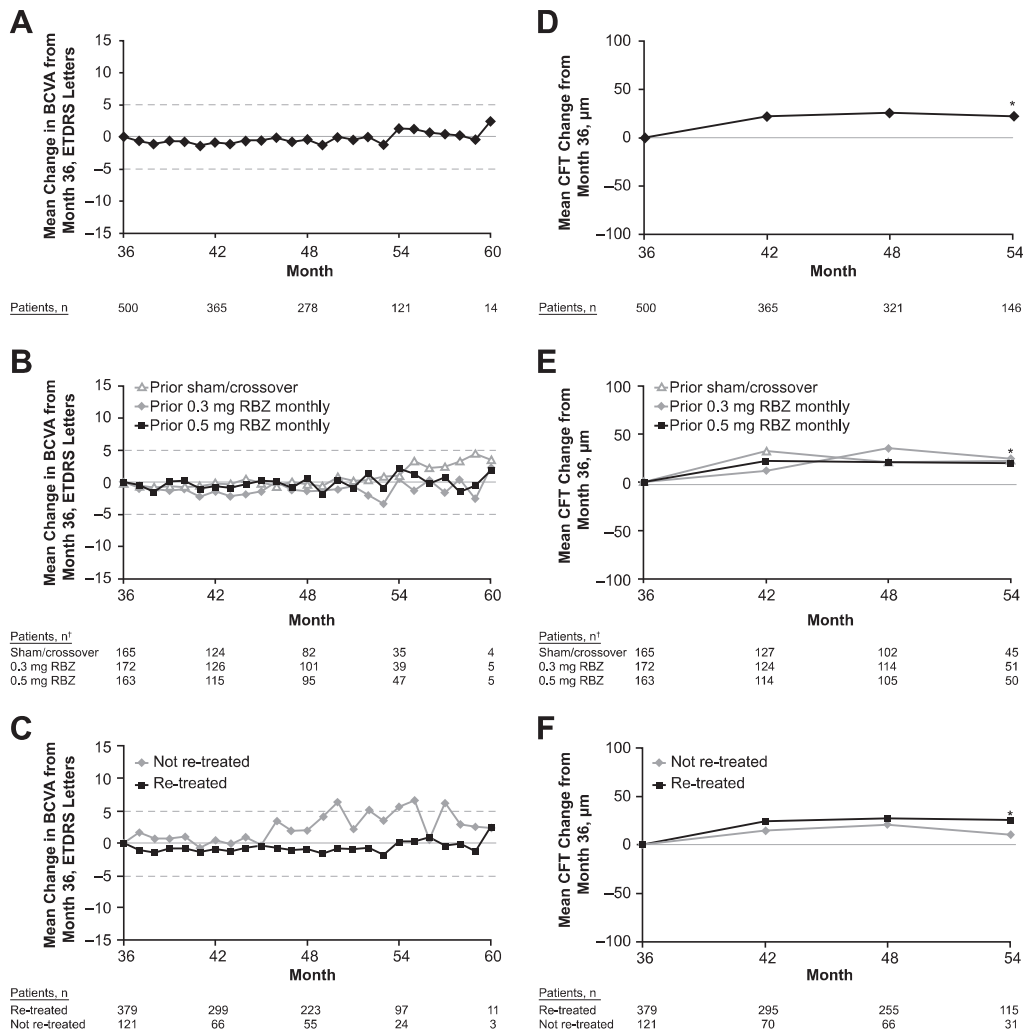 A
Mean Change in BCVA from
Month 36, ETDRS Letters
15
10
5
0
−5
−10
−15
36 42 48 54 60
Month
Patients, n 500 365 278 121 14
D
Mean CFT Change from
Month 36, µm
100
50
0
−50
−100
*
36 42 48 54
Month
Patients, n 500 365 321 146
B
Mean Change in BCVA from
Month 36, ETDRS Letters
15
10
5
0
−5
−10
−15
Prior sham/crossover
Prior 0.3 mg RBZ monthly
Prior 0.5 mg RBZ monthly
36 42 48 54 60
Month
Patients, n†
Sham/crossover 165 124 82 35 4
0.3 mg RBZ 172 126 101 39 5
0.5 mg RBZ 163 115 95 47 5
E
Mean CFT Change from
Month 36, µm
100
50
0
−50
−100
Prior sham/crossover
Prior 0.3 mg RBZ monthly
Prior 0.5 mg RBZ monthly
*
36 42 48 54
Month
Patients, n†
Sham/crossover 165 127 102 45
0.3 mg RBZ 172 124 114 51
0.5 mg RBZ 163 114 105 50
C
Mean Change in BCVA from
Month 36, ETDRS Letters
15
10
5
0
−5
−10
−15
Not re-treated
Re-treated
36 42 48 54 60
Month
Patients, n
Re-treated 379 299 223 97 11
Not re-treated 121 66 55 24 3
F
Mean CFT Change from
Month 36, µm
100
50
0
−50
−100
Not re-treated
Re-treated
*
36 42 48 54
Month
Patients, n
Re-treated 379 295 255 115
Not re-treated 121 70 66 31